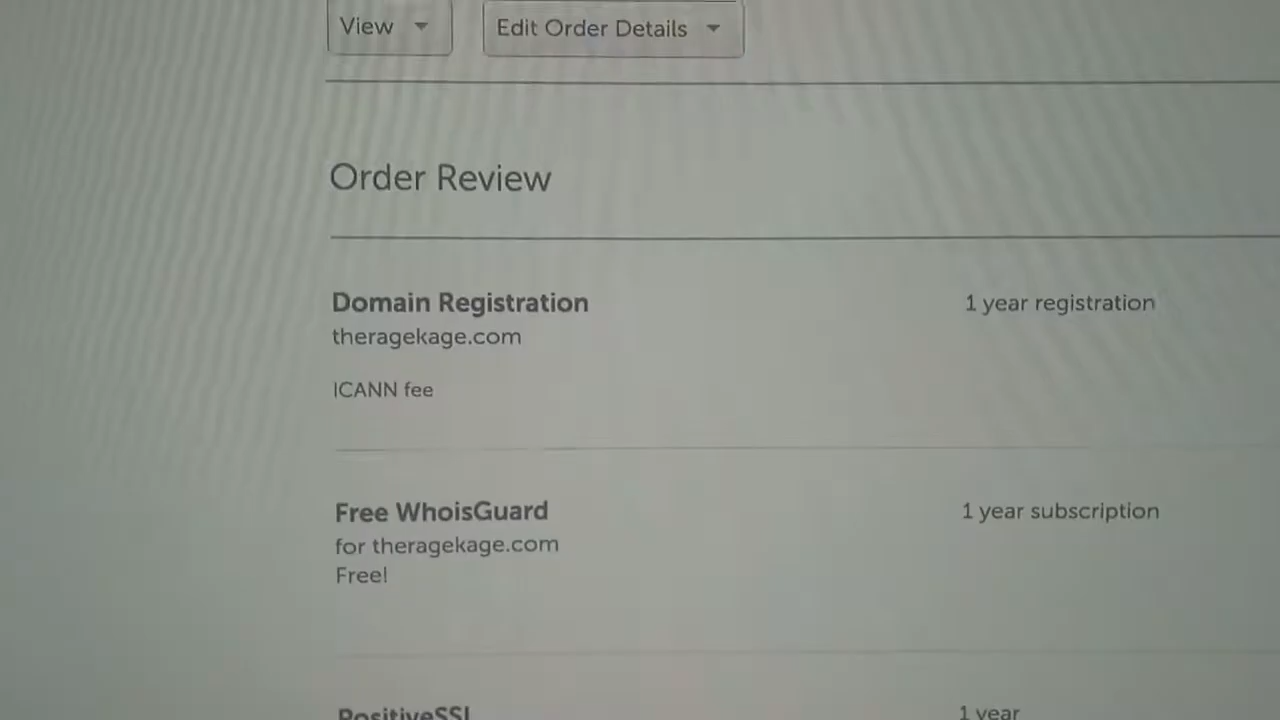 View
Edit Order Details
Order Review
Domain Registration
1 year registration
theragekage.com
ICANN fee
Free WhoisGuard
1 year subscription
for theragekage.com
Free!
PositiveSSL
1 year